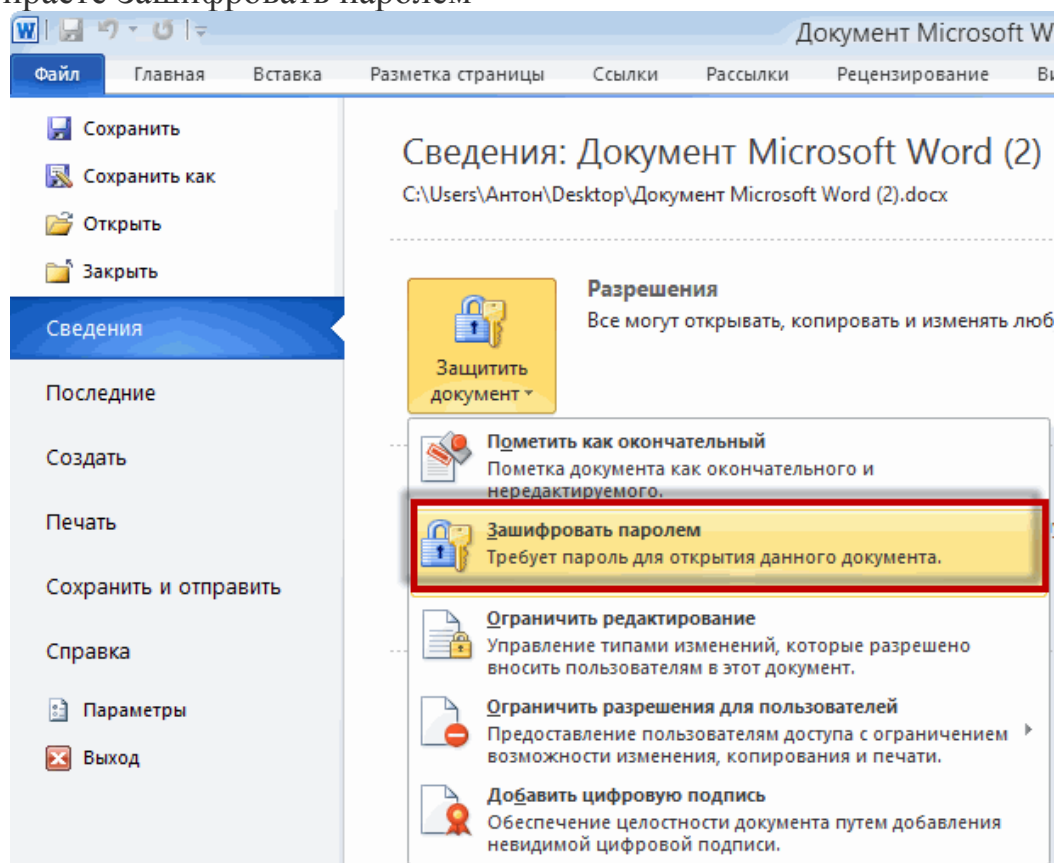 Зашифровать паролем
Документ Microsoft W
Файл Главная Вставка Разметка страницы Ссылки Рассылки Рецензирование
Сохранить
Сохранить как
Открыть
Закрыть
Сведения
Последние
Создать
Печать
Сохранить и отправить
Справка
Параметры
Выход
Сведения: Документ Microsoft Word (2)
C:\Users\Антон\Desktop\Документ Microsoft Word (2).docx
Защитить
документ
Разрешения
Все могут открывать, копировать и изменять люб
Пометить как окончательный
Пометка документа как окончательного и
нередактируемого.
Зашифровать паролем
Требует пароль для открытия данного документа.
Ограничить редактирование
Управление типами изменений, которые разрешено
вносить пользователям в этот документ.
Ограничить разрешения для пользователей
Предоставление пользователям доступа с ограничением
возможности изменения, копирования и печати.
Добавить цифровую подпись
Обеспечение целостности документа путем добавления
невидимой цифровой подписи.